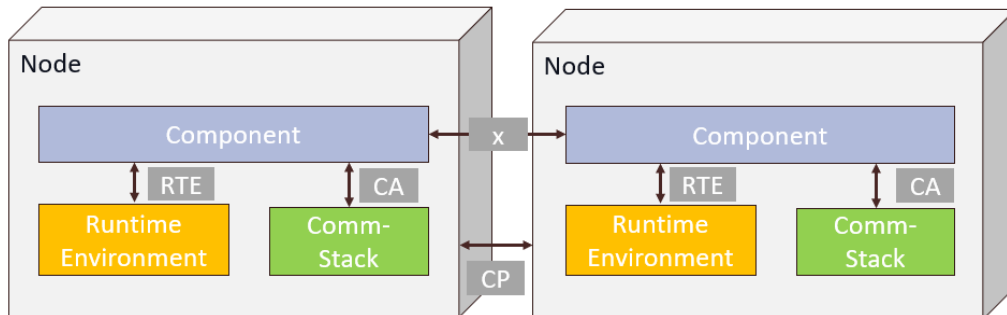 Node
Component
RTE
CA
Runtime
Environment
Comm-
Stack
x
CP
Node
Component
RTE
CA
Runtime
Environment
Comm-
Stack